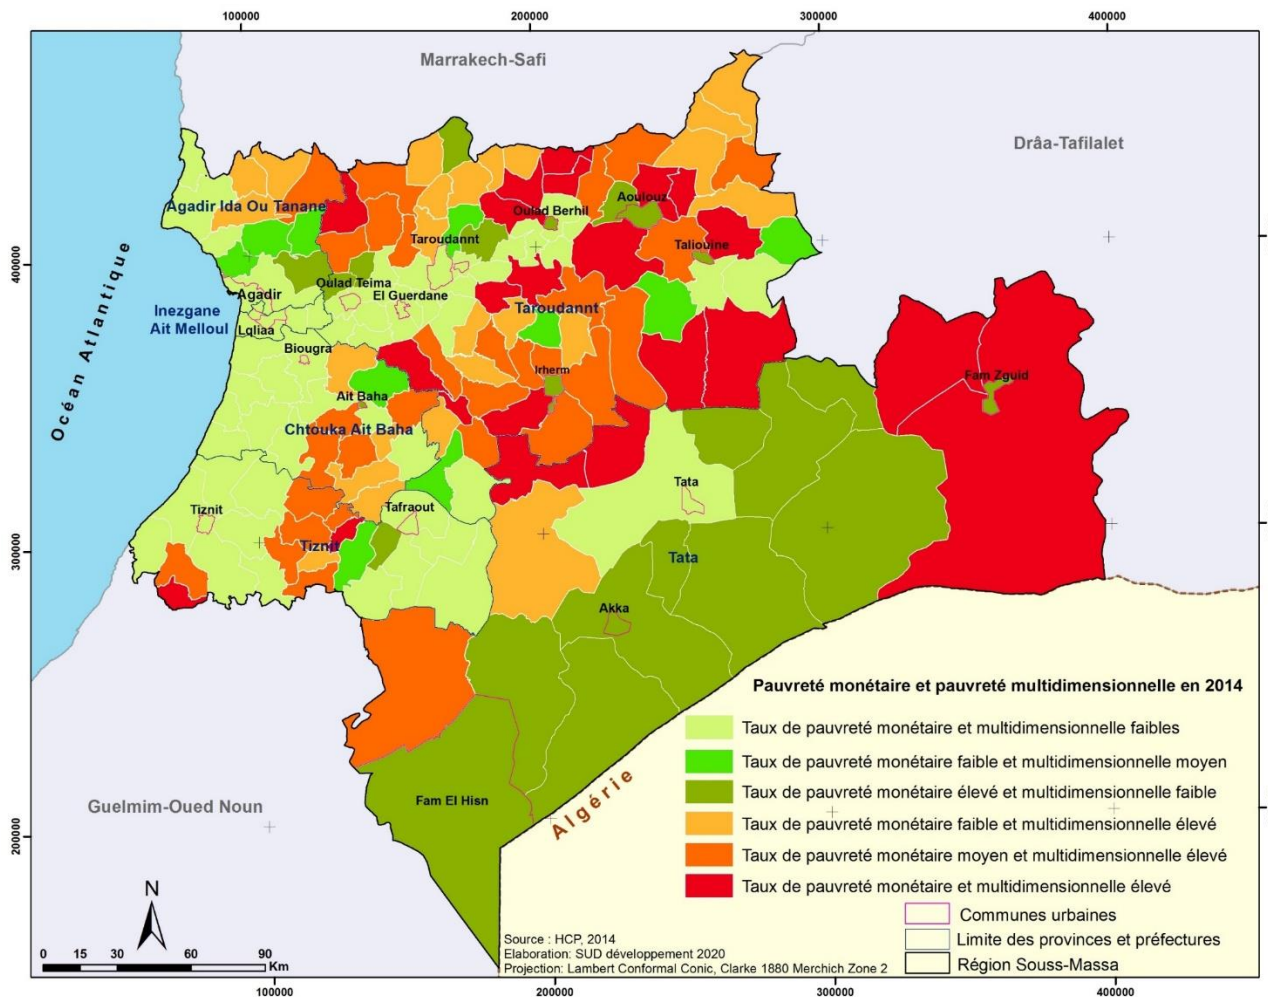 100000
200000
300000
400000
Marrakech-Safi
Drâa-Tafilalet
Océan Atlantique
Agadir Ida Ou Tanane
Aoulouz
Oulad Berhil
Taroudannt
Taliouine
400000
Oulad Teima
El Guerdane
Agadir
Inezgane
Ait Melloul
Lqliaa
Taroudannt
Biougra
Irherm
Fam Zguid
Ait Baha
Chtouka Ait Baha
Tiznit
Tafraout
Tata
Tiznit
Tata
300000
Akka
Fam El Hisn
Guelmim-Oued Noun
Algérie
200000
Pauvreté monétaire et pauvreté multidimensionnelle en 2014
Taux de pauvreté monétaire et multidimensionnelle faibles
Taux de pauvreté monétaire faible et multidimensionnelle moyen
Taux de pauvreté monétaire élevé et multidimensionnelle faible
Taux de pauvreté monétaire faible et multidimensionnelle élevé
Taux de pauvreté monétaire moyen et multidimensionnelle élevé
Taux de pauvreté monétaire et multidimensionnelle élevé
Communes urbaines
Limite des provinces et préfectures
Région Souss-Massa
N
0 15 30 60 90
Km
Source : HCP, 2014
Elaboration: SUD développement 2020
Projection: Lambert Conformal Conic, Clarke 1880 Merchich Zone 2
100000
200000
300000
400000